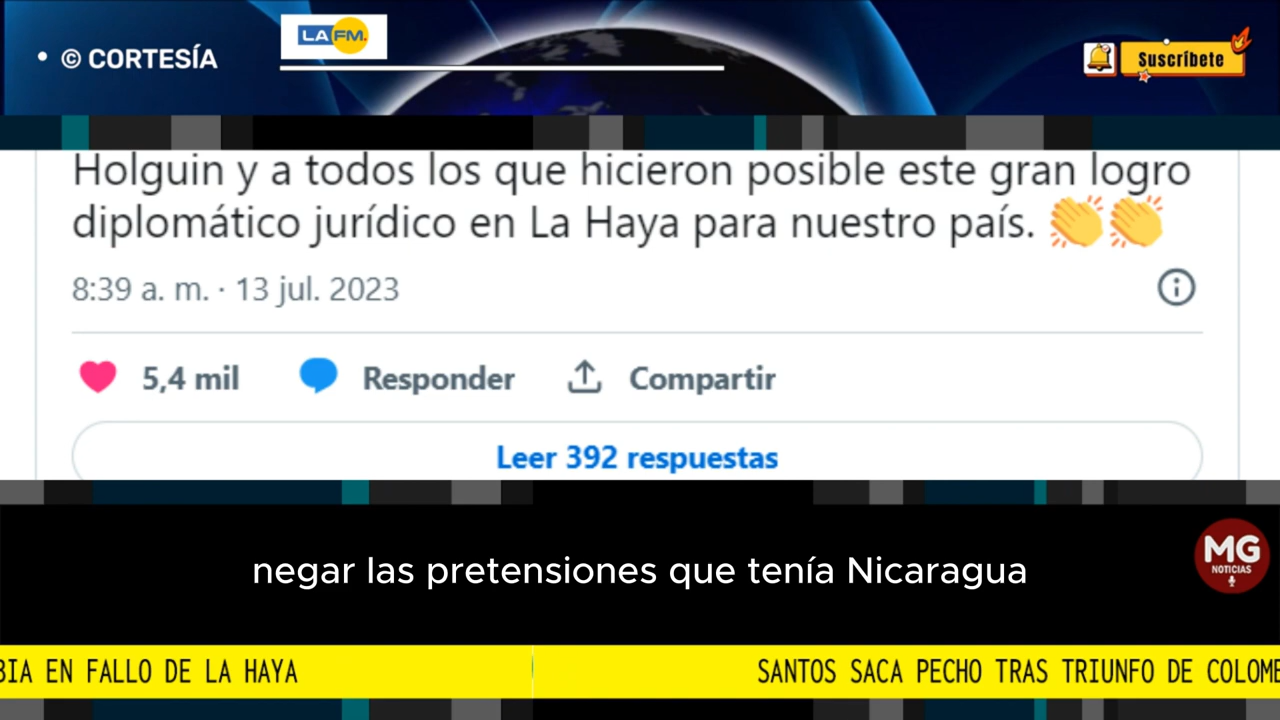 • © CORTESÍA
LA FM.
Suscríbete
Holguin y a todos los que hicieron posible este gran logro
diplomático jurídico en La Haya para nuestro país. 👏👏
8:39 a. m. · 13 jul. 2023
5,4 mil Responder Compartir
Leer 392 respuestas
negar las pretensiones que tenía Nicaragua
MG
NOTICIAS
BIA EN FALLO DE LA HAYA SANTOS SACA PECHO TRAS TRIUNFO DE COLOMB